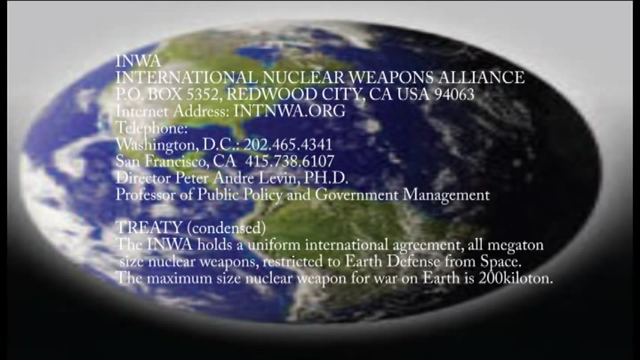 INWA
INTERNATIONAL NUCLEAR WEAPONS ALLIANCE
P.O. BOX 5352, REDWOOD CITY, CA USA 94063
Internet Address: INTNWA.ORG
Telephone:
Washington, D.C.: 202.465.4341
San Francisco, CA  415.738.6107
Director Peter Andre Levin, PH.D.
Professor of Public Policy and Government Management

TREATY (condensed)
The INWA holds a uniform international agreement, all megaton
size nuclear weapons, restricted to Earth Defense from Space.
The maximum size nuclear weapon for war on Earth is 200kiloton.